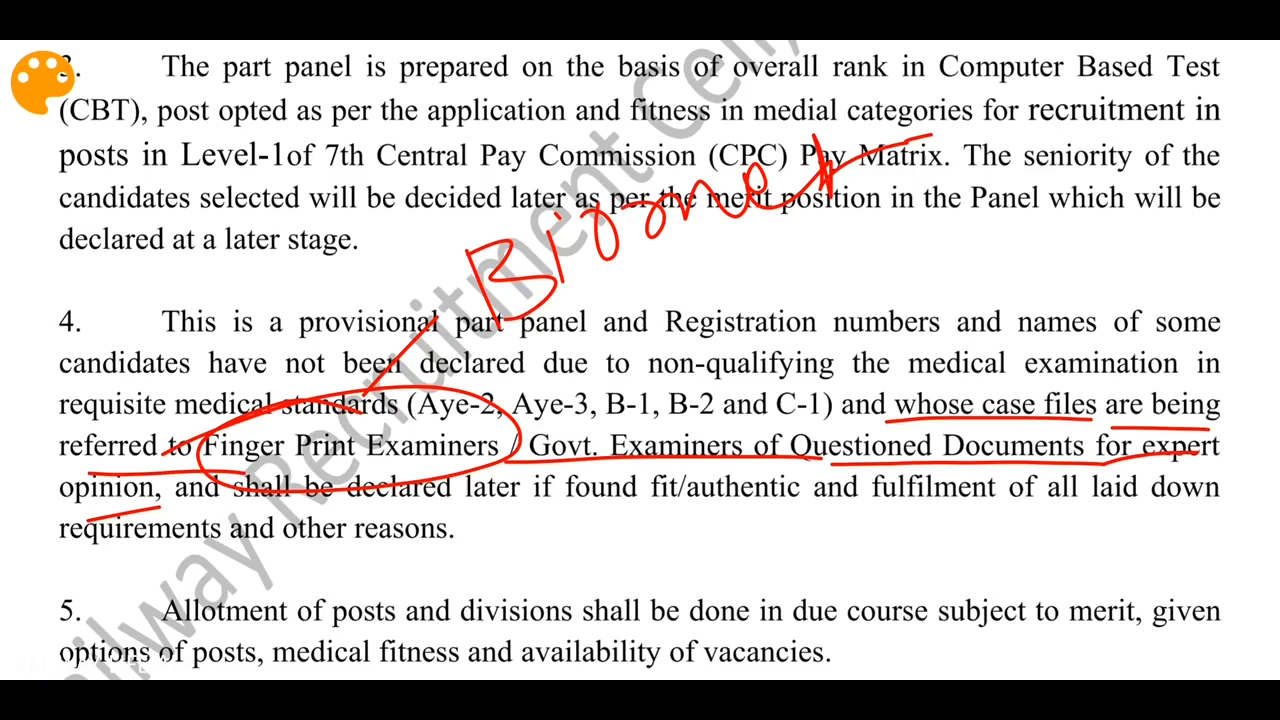 3. The part panel is prepared on the basis of overall rank in Computer Based Test
(CBT), post opted as per the application and fitness in medial categories for recruitment in
posts in Level-1of 7th Central Pay Commission (CPC) Pay Matrix. The seniority of the
candidates selected will be decided later as per the merit position in the Panel which will be
declared at a later stage.
4. This is a provisional part panel and Registration numbers and names of some
candidates have not been declared due to non-qualifying the medical examination in
requisite medical standards (Aye-2, Aye-3, B-1, B-2 and C-1) and whose case files are being
referred to Finger Print Examiners / Govt. Examiners of Questioned Documents for expert
opinion, and shall be declared later if found fit/authentic and fulfilment of all laid down
requirements and other reasons.
5. Allotment of posts and divisions shall be done in due course subject to merit, given
options of posts, medical fitness and availability of vacancies.
Railway Recruitment Cell,